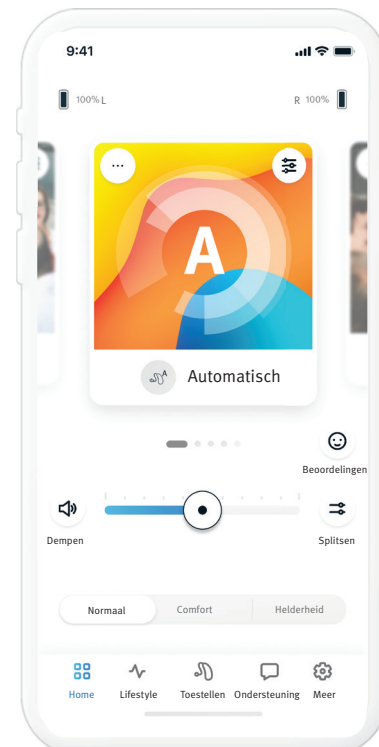 9:41
100% L
R 100%
A
A
Automatisch
Beoordelingen
Dempen
Splitsen
Normaal Comfort Helderheid
Home Lifestyle Toestellen Ondersteuning Meer